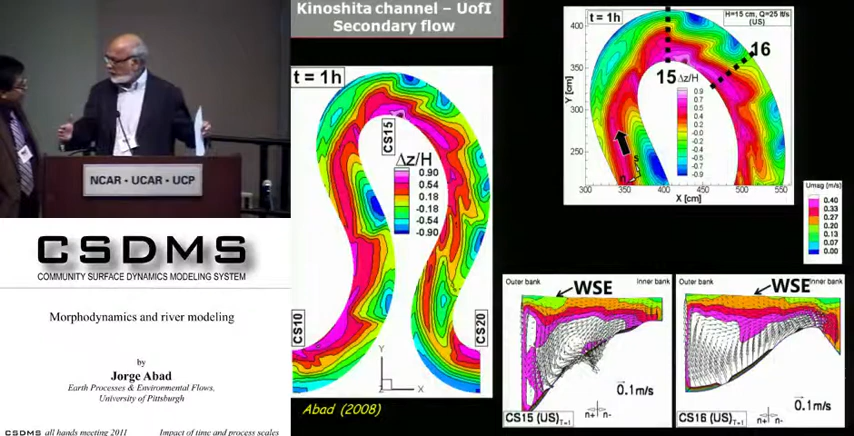 Kinoshita channel – UofI
Secondary flow
t = 1h
CS15
Δz/H
0.90
0.54
0.18
-0.18
-0.54
-0.90
CS10
CS20
Y
Z
X
Abad (2008)
t = 1h
H=15 cm, Q=25 lt/s
(US)
16
15
Δz/H
0.9
0.7
0.5
0.4
0.2
0.0
-0.2
-0.4
-0.5
-0.7
-0.9
Y [cm]
400
350
300
250
300
350
400
450
500
550
X [cm]
s
n
Umag [m/s]
0.40
0.33
0.27
0.20
0.13
0.07
0.00
Outer bank
WSE
Inner bank
0.1m/s
CS15 (US)T=1
n+
n-
Outer bank
WSE
Inner bank
0.1m/s
CS16 (US)T=1
n+
n-
NCAR • UCAR • UCP
CSDMS
COMMUNITY SURFACE DYNAMICS MODELING SYSTEM
Morphodynamics and river modeling
by
Jorge Abad
Earth Processes & Environmental Flows,
University of Pittsburgh
CSDMS all hands meeting 2011
Impact of time and process scales